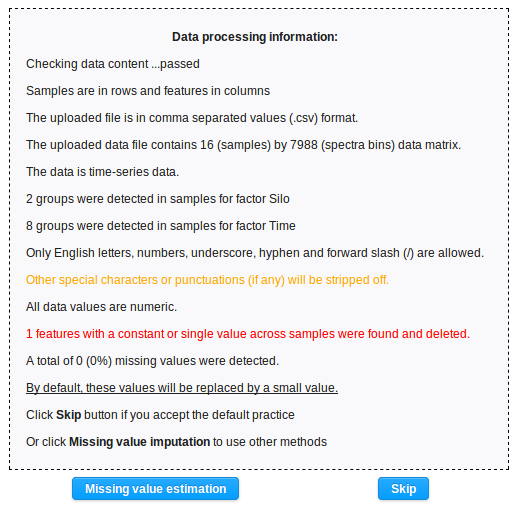 Data processing information:
Checking data content ...passed
Samples are in rows and features in columns
The uploaded file is in comma separated values (.csv) format.
The uploaded data file contains 16 (samples) by 7988 (spectra bins) data matrix.
The data is time-series data.
2 groups were detected in samples for factor Silo
8 groups were detected in samples for factor Time
Only English letters, numbers, underscore, hyphen and forward slash (/) are allowed.
Other special characters or punctuations (if any) will be stripped off.
All data values are numeric.
1 features with a constant or single value across samples were found and deleted.
A total of 0 (0%) missing values were detected.
By default, these values will be replaced by a small value.
Click Skip button if you accept the default practice
Or click Missing value imputation to use other methods
Missing value estimation
Skip